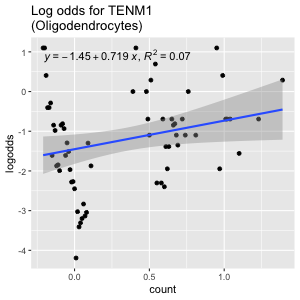 Log odds for TENM1
(Oligodendrocytes)
y = −1.45 + 0.719 x, R² = 0.07
1
0
-1
-2
-3
-4
logodds
0.0 0.5 1.0
count